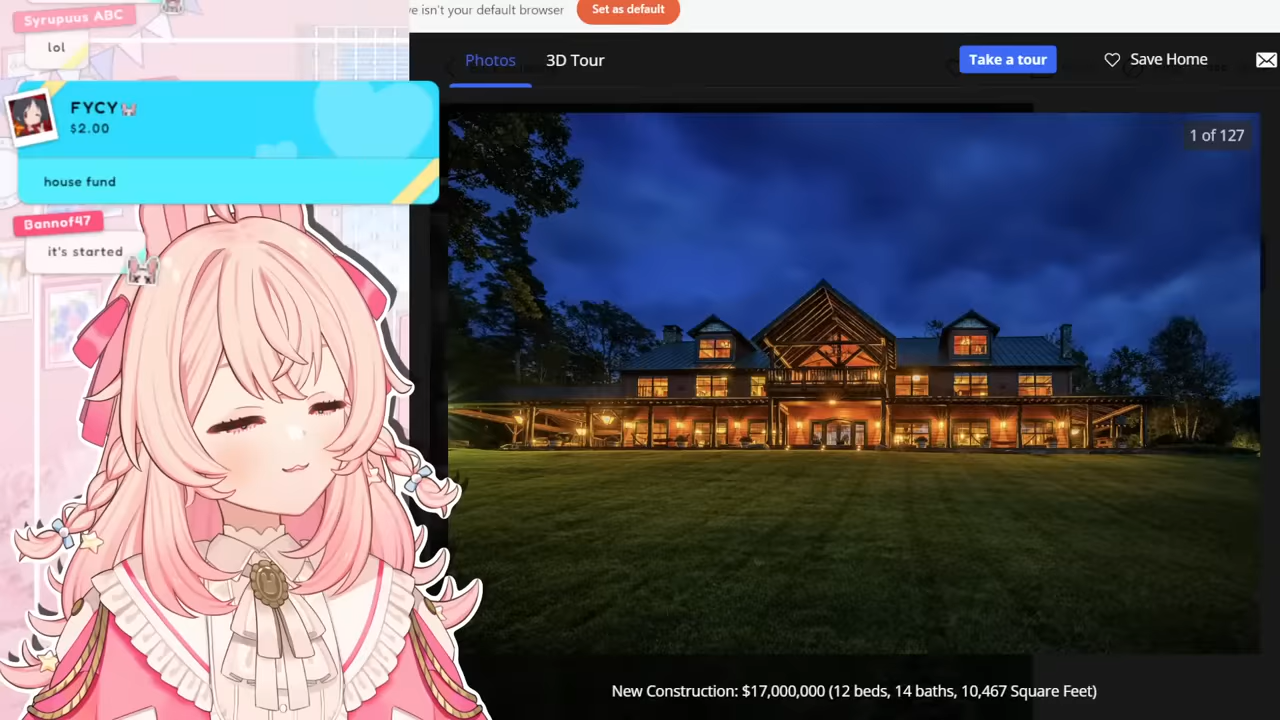 Syrupuus ABC
lol
FYCY
$2.00
house fund
Bannof47
it's started
e isn't your default browser
Set as default
Photos
3D Tour
Take a tour
Save Home
1 of 127
New Construction: $17,000,000 (12 beds, 14 baths, 10,467 Square Feet)